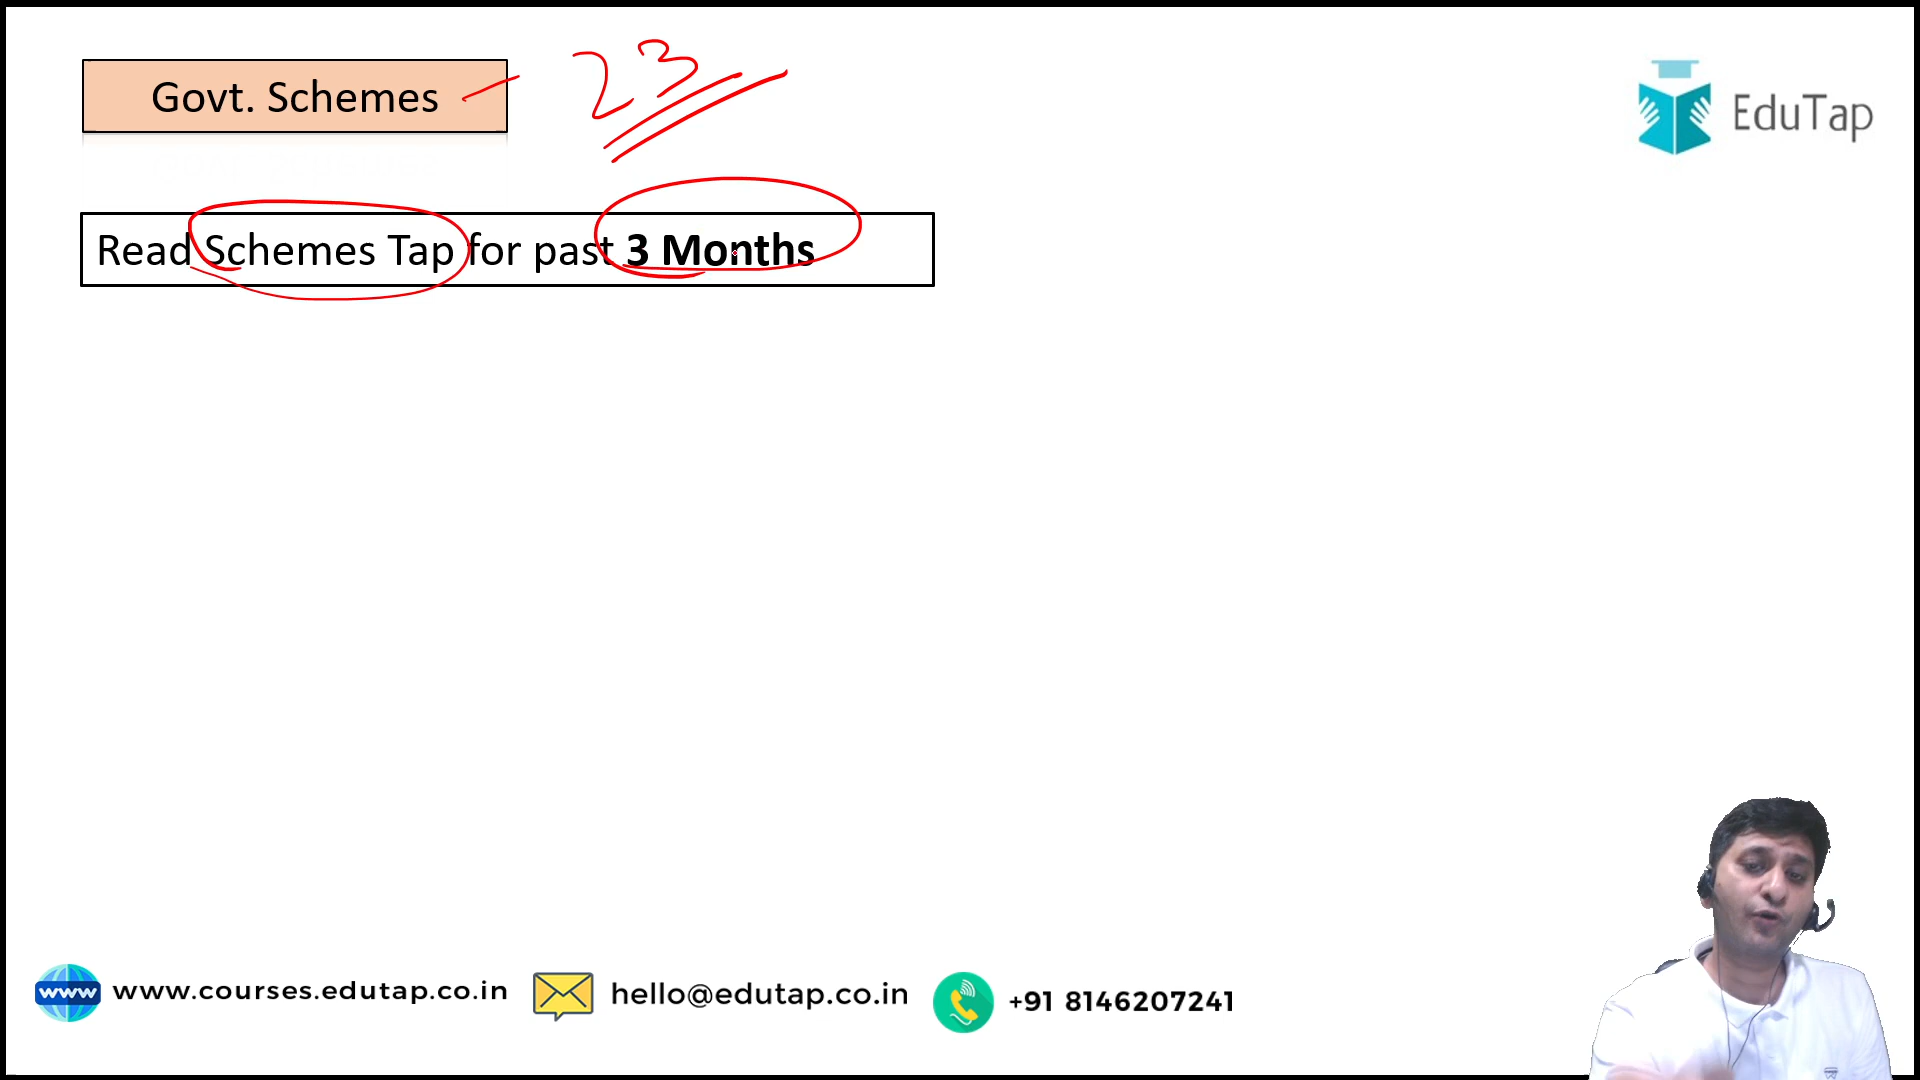 Govt. Schemes
23
EduTap
Read Schemes Tap for past 3 Months
www
www.courses.edutap.co.in
hello@edutap.co.in
+91 8146207241